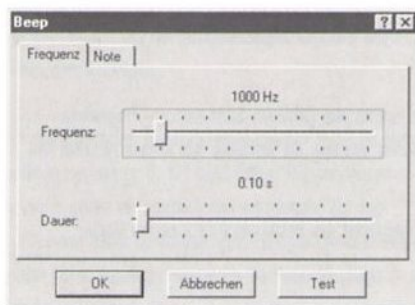 Beep
Frequenz Note
1000 Hz
Frequenz:
0.10 s
Dauer:
OK Abbrechen Test